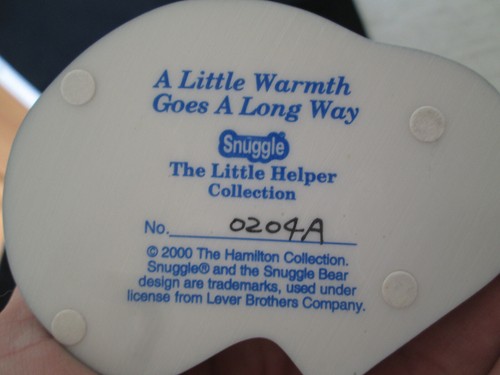 A Little Warmth
Goes A Long Way
Snuggle®
The Little Helper
Collection
No. 0204A
© 2000 The Hamilton Collection.
Snuggle® and the Snuggle Bear
design are trademarks, used under
license from Lever Brothers Company.